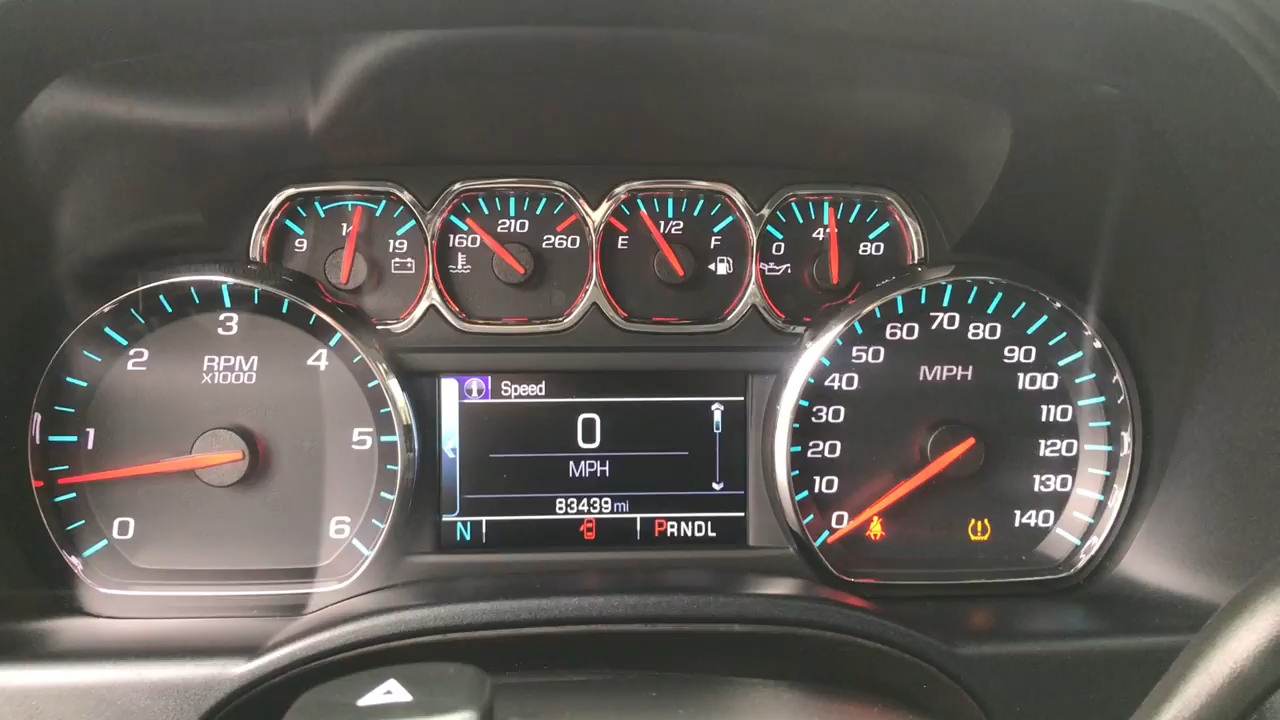 9 14 19
160 210 260
E 1/2 F
0 40 80
RPM
x1000
0 1 2 3 4 5 6
Speed
0
MPH
83439 mi
N PRNDL
MPH
0 10 20 30 40 50 60 70 80 90 100 110 120 130 140